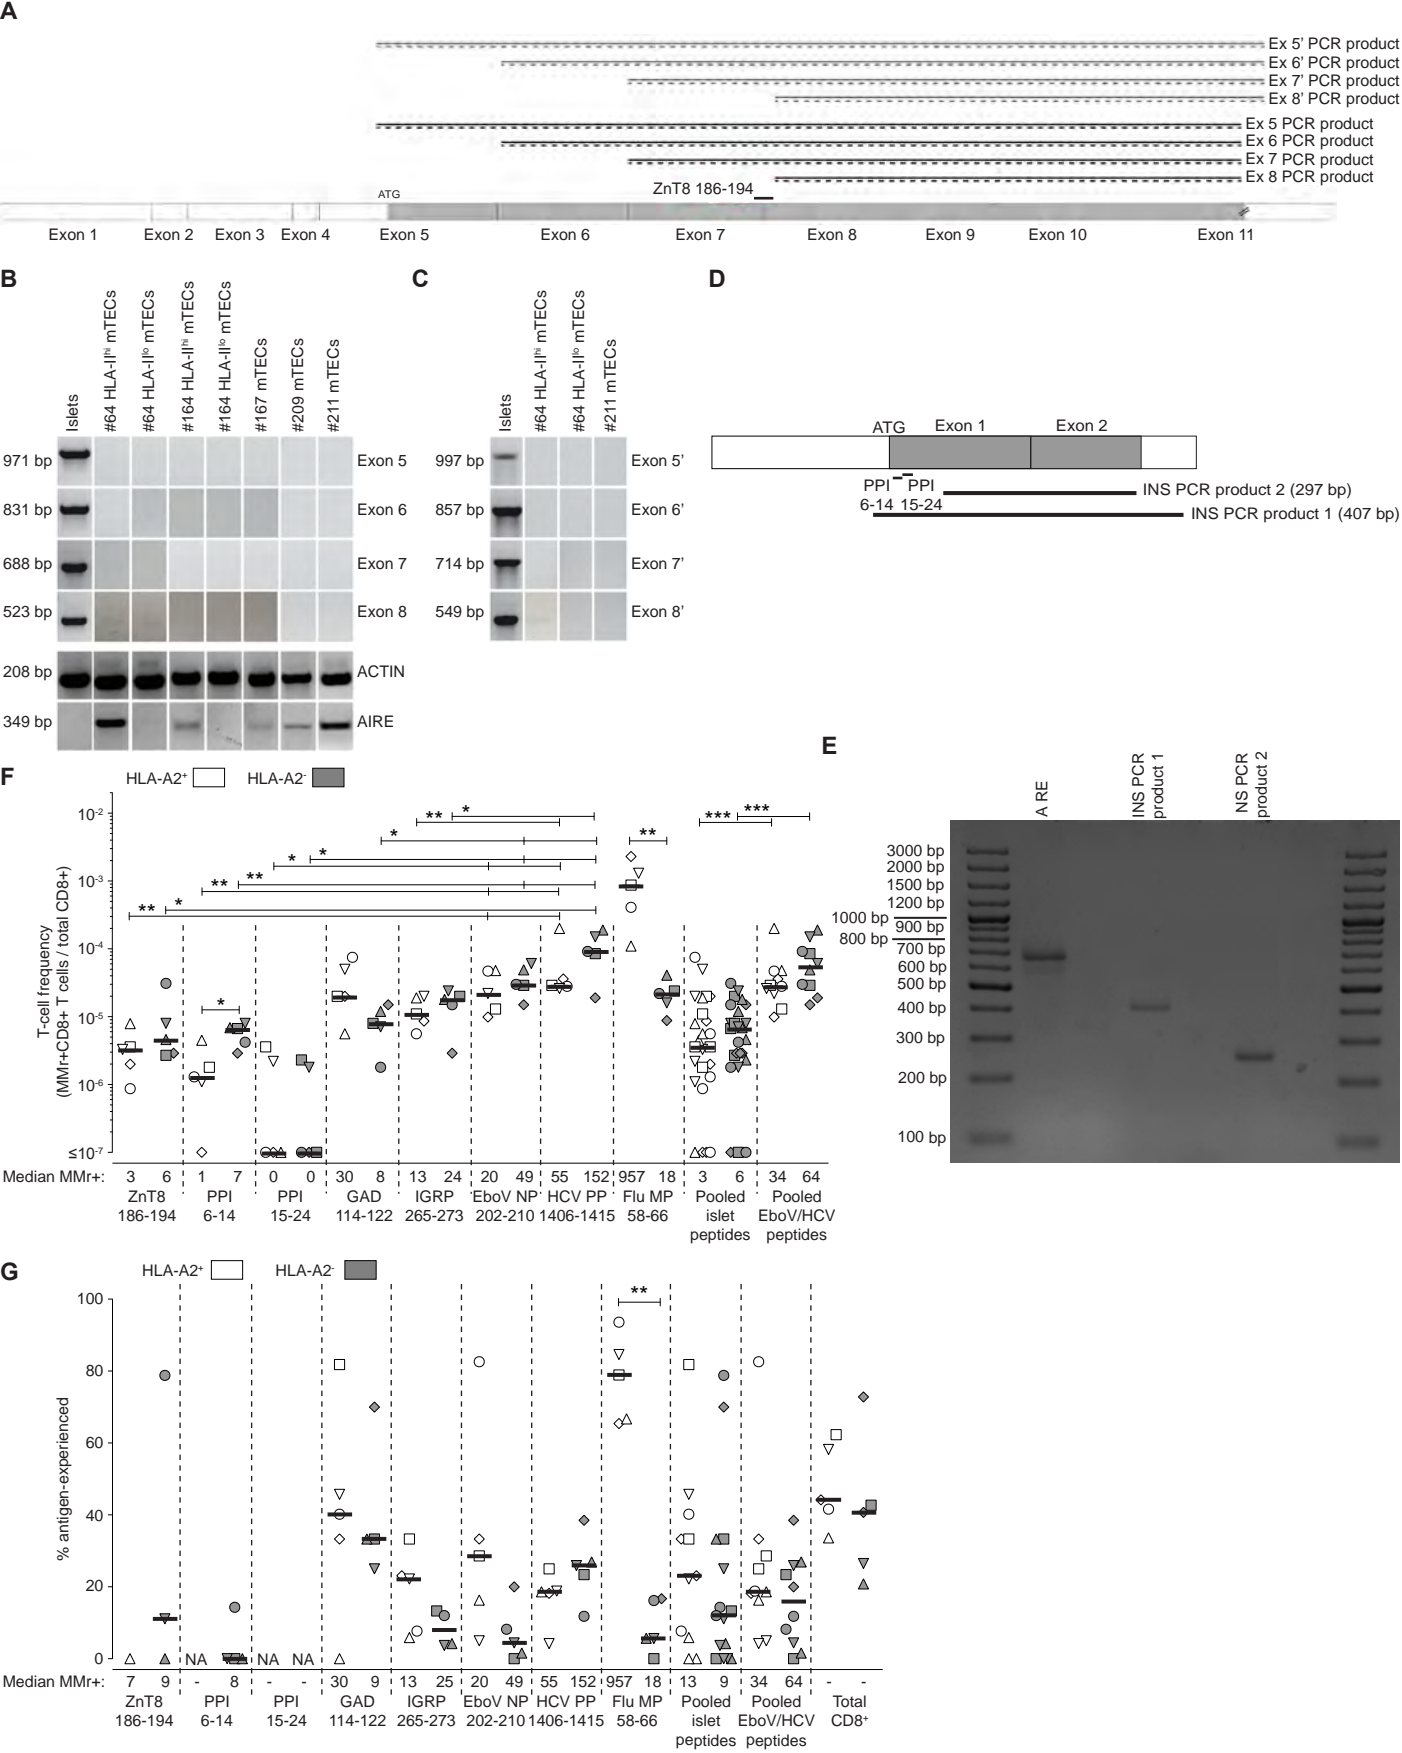 A
Ex 5' PCR product
Ex 6' PCR product
Ex 7' PCR product
Ex 8' PCR product
Ex 5 PCR product
Ex 6 PCR product
Ex 7 PCR product
Ex 8 PCR product
ZnT8 186-194
ATG
Exon 1 Exon 2 Exon 3 Exon 4 Exon 5 Exon 6 Exon 7 Exon 8 Exon 9 Exon 10 Exon 11
B
Islets
#64 HLA-IIhi mTECs
#64 HLA-IIlo mTECs
#164 HLA-IIhi mTECs
#164 HLA-IIlo mTECs
#167 mTECs
#209 mTECs
#211 mTECs
971 bp Exon 5
831 bp Exon 6
688 bp Exon 7
523 bp Exon 8
208 bp ACTIN
349 bp AIRE
C
Islets
#64 HLA-IIhi mTECs
#64 HLA-IIlo mTECs
#211 mTECs
997 bp Exon 5'
857 bp Exon 6'
714 bp Exon 7'
549 bp Exon 8'
D
ATG Exon 1 Exon 2
PPI PPI
6-14 15-24
INS PCR product 2 (297 bp)
INS PCR product 1 (407 bp)
E
A RE
INS PCR
product 1
NS PCR
product 2
3000 bp
2000 bp
1500 bp
1200 bp
1000 bp
900 bp
800 bp
700 bp
600 bp
500 bp
400 bp
300 bp
200 bp
100 bp
F
HLA-A2+ HLA-A2-
T-cell frequency
(MMr+CD8+ T cells / total CD8+)
10-2
10-3
10-4
10-5
10-6
≤10-7
** *
*
* *
** **
** *
*
**
*** ***
Median MMr+: 3 6 1 7 0 0 30 8 13 24 20 49 55 152 957 18 3 6 34 64
ZnT8 PPI PPI GAD IGRP EboV NP HCV PP Flu MP Pooled Pooled
186-194 6-14 15-24 114-122 265-273 202-210 1406-1415 58-66 islet EboV/HCV
peptides peptides
G
HLA-A2+ HLA-A2-
% antigen-experienced
100
80
60
40
20
0
**
NA NA NA
Median MMr+: 7 9 - 8 - - 30 9 13 25 20 49 55 152 957 18 13 9 34 64 - -
ZnT8 PPI PPI GAD IGRP EboV NP HCV PP Flu MP Pooled Pooled Total
186-194 6-14 15-24 114-122 265-273 202-210 1406-1415 58-66 islet EboV/HCV CD8+
peptides peptides